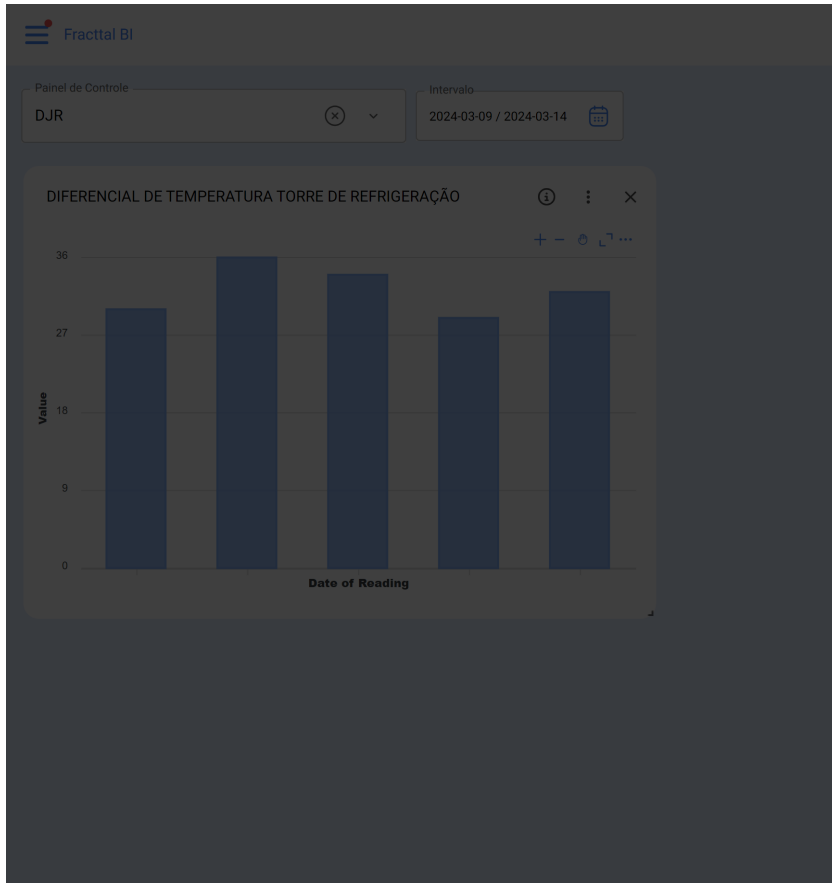 Fracttal BI
Painel de Controle
DJR
Intervalo
2024-03-09 / 2024-03-14
DIFERENCIAL DE TEMPERATURA TORRE DE REFRIGERAÇÃO
36
27
18
9
0
Value
Date of Reading